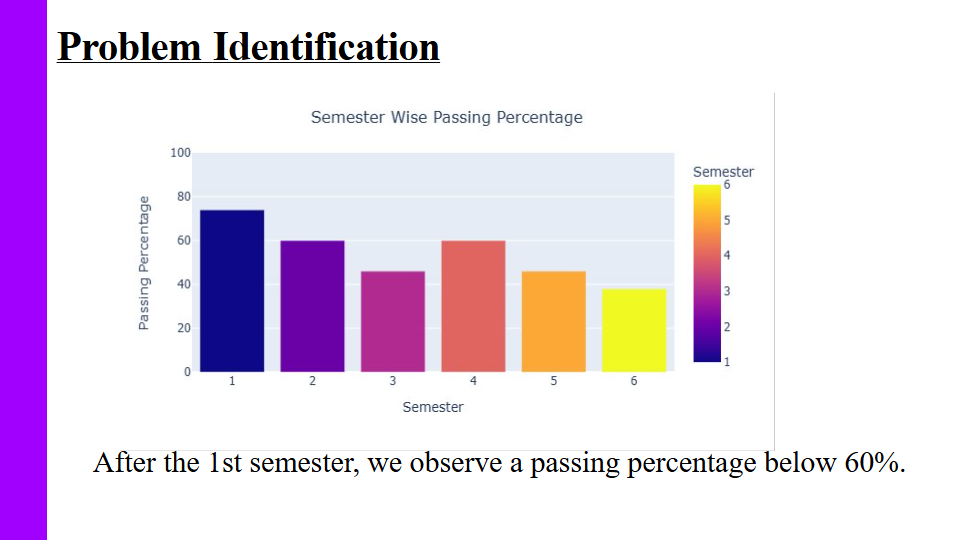 Problem Identification
Semester Wise Passing Percentage
Passing Percentage
100
80
60
40
20
0
1 2 3 4 5 6
Semester
Semester
6
5
4
3
2
1
After the 1st semester, we observe a passing percentage below 60%.